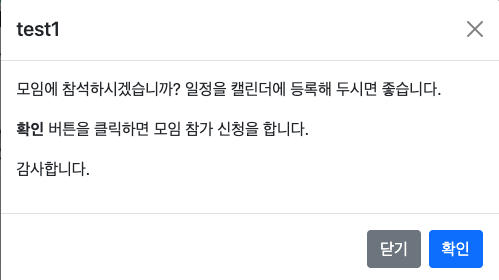 test1
모임에 참석하시겠습니까? 일정을 캘린더에 등록해 두시면 좋습니다.
확인 버튼을 클릭하면 모임 참가 신청을 합니다.
감사합니다.
닫기 확인